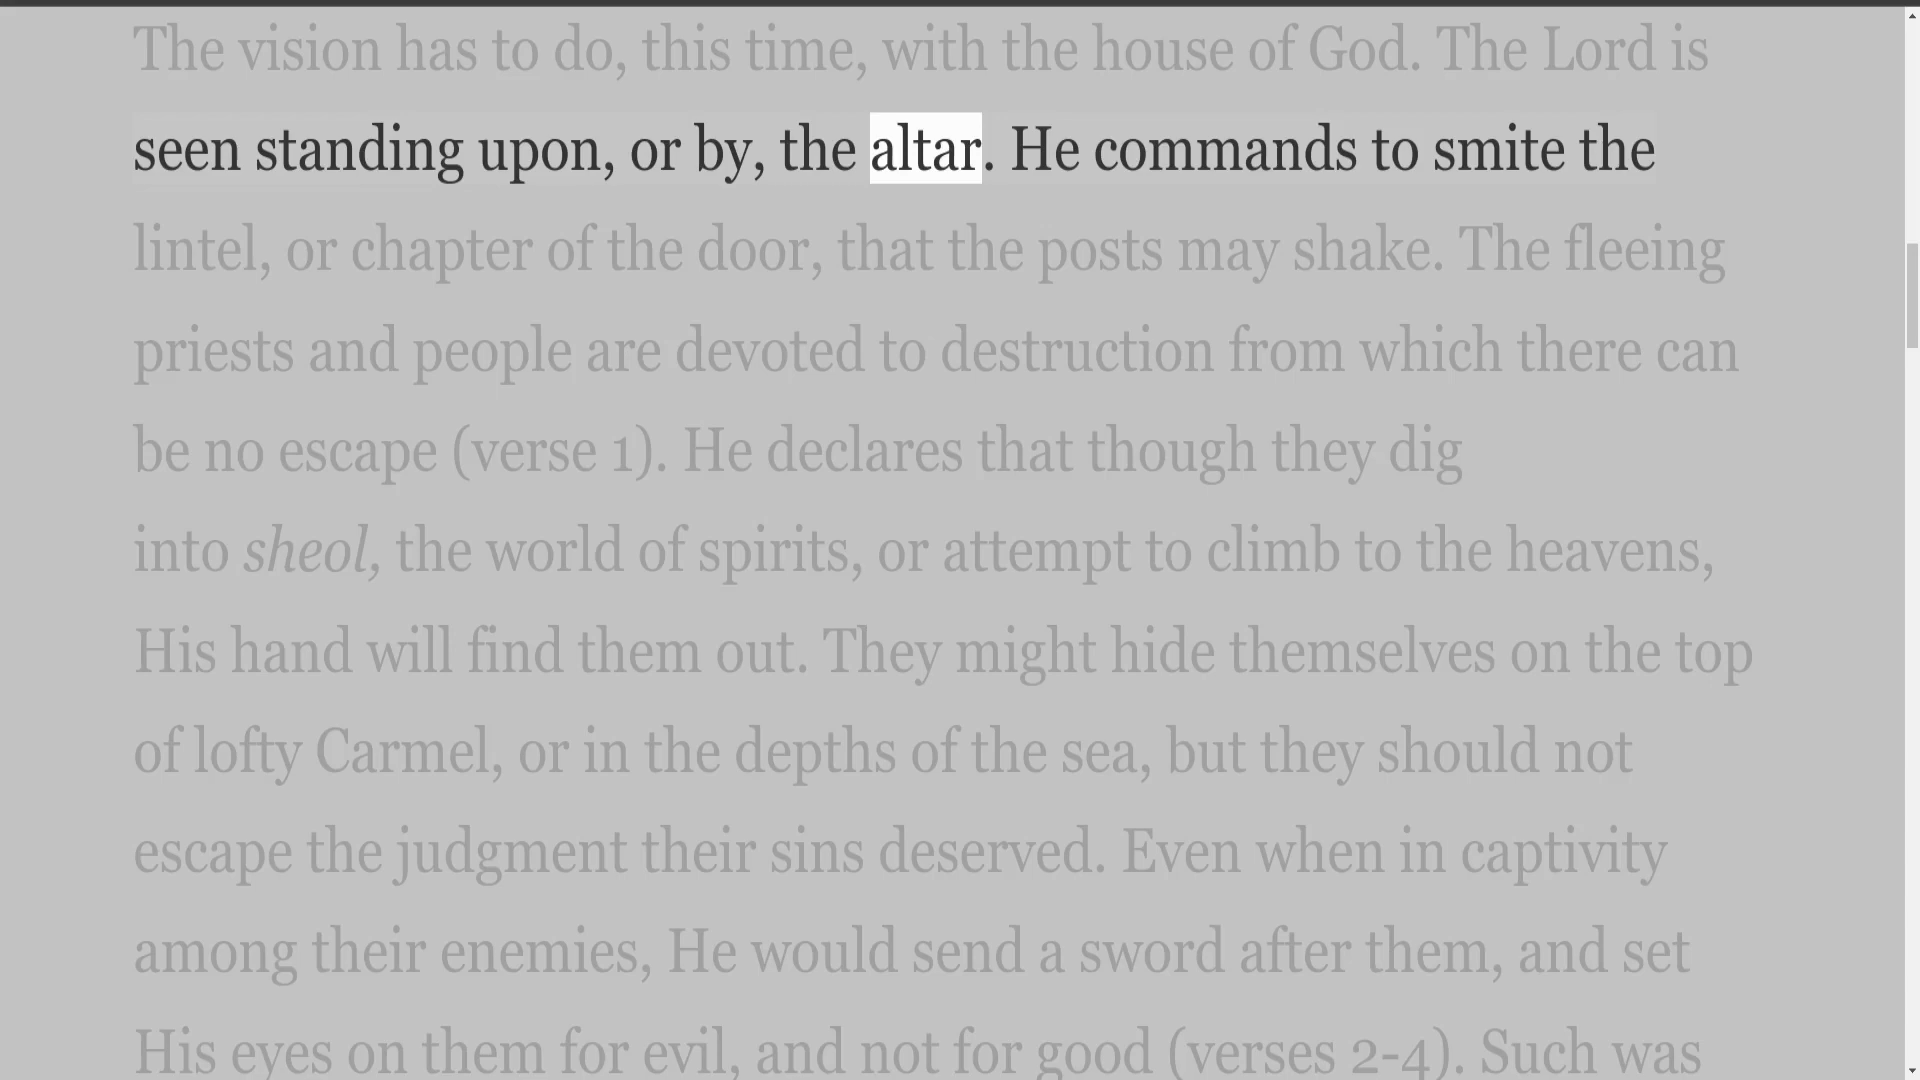 The vision has to do, this time, with the house of God. The Lord is
seen standing upon, or by, the altar. He commands to smite the
lintel, or chapter of the door, that the posts may shake. The fleeing
priests and people are devoted to destruction from which there can
be no escape (verse 1). He declares that though they dig
into sheol, the world of spirits, or attempt to climb to the heavens,
His hand will find them out. They might hide themselves on the top
of lofty Carmel, or in the depths of the sea, but they should not
escape the judgment their sins deserved. Even when in captivity
among their enemies, He would send a sword after them, and set
His eyes on them for evil, and not for good (verses 2-4). Such was